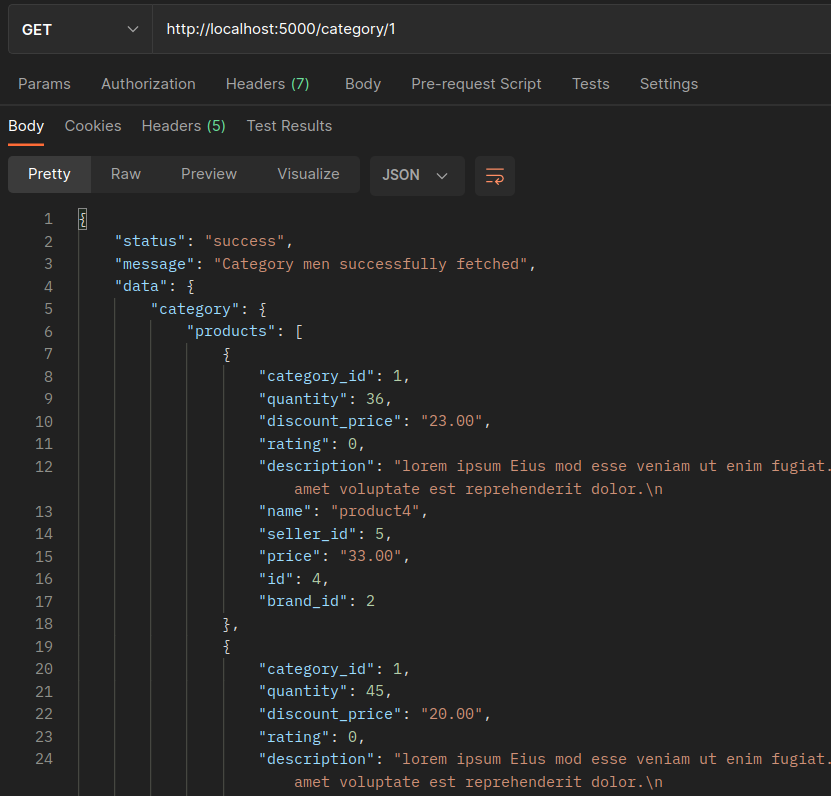 GET http://localhost:5000/category/1
Params Authorization Headers (7) Body Pre-request Script Tests Settings
Body Cookies Headers (5) Test Results
Pretty Raw Preview Visualize JSON
1 {
2 "status": "success",
3 "message": "Category men successfully fetched",
4 "data": {
5 "category": {
6 "products": [
7 {
8 "category_id": 1,
9 "quantity": 36,
10 "discount_price": "23.00",
11 "rating": 0,
12 "description": "lorem ipsum Eius mod esse veniam ut enim fugiat.
amet voluptate est reprehenderit dolor.\n
13 "name": "product4",
14 "seller_id": 5,
15 "price": "33.00",
16 "id": 4,
17 "brand_id": 2
18 },
19 {
20 "category_id": 1,
21 "quantity": 45,
22 "discount_price": "20.00",
23 "rating": 0,
24 "description": "lorem ipsum Eius mod esse veniam ut enim fugiat.
amet voluptate est reprehenderit dolor.\n